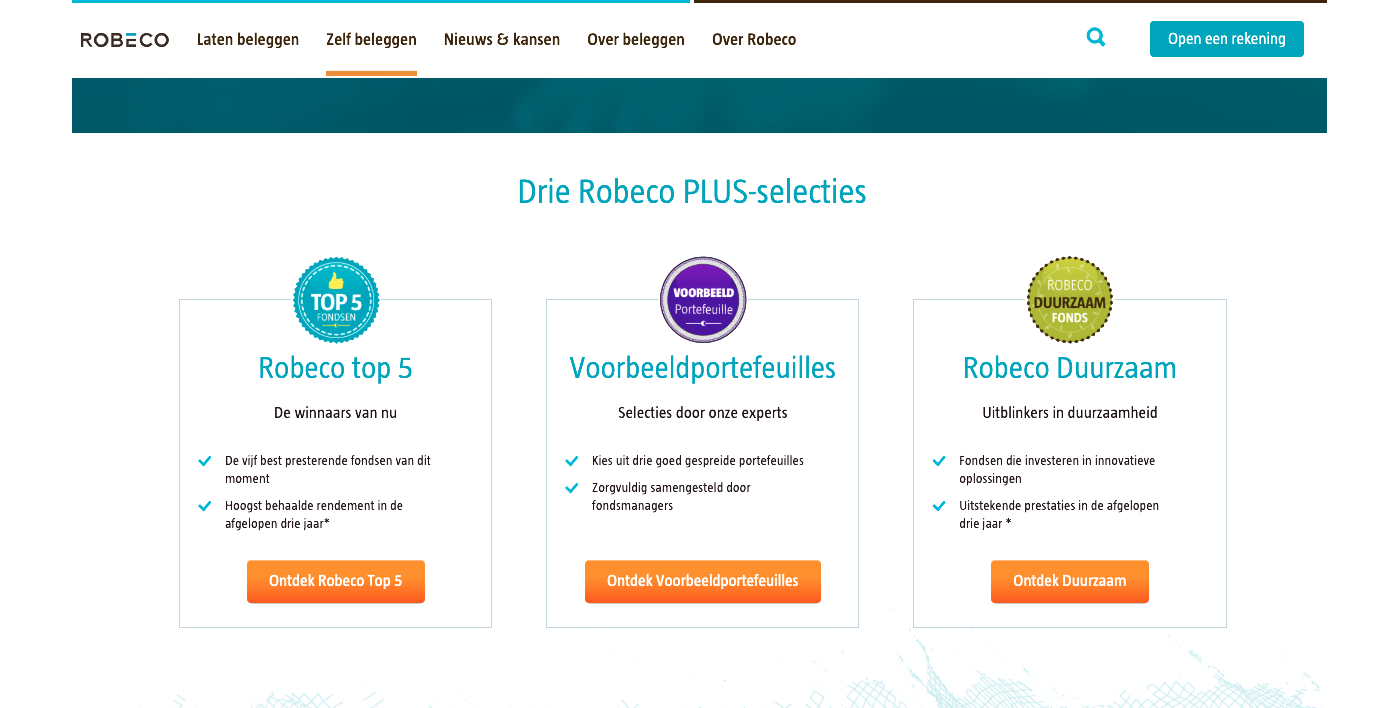 ROBECO
Laten beleggen
Zelf beleggen
Nieuws & kansen
Over beleggen
Over Robeco
Open een rekening
Drie Robeco PLUS-selecties
TOP 5
FONDSEN
Robeco top 5
De winnaars van nu
De vijf best presterende fondsen van dit
moment
Hoogst behaalde rendement in de
afgelopen drie jaar*
Ontdek Robeco Top 5
VOORBEELD
Portefeuille
Voorbeeldportefeuilles
Selecties door onze experts
Kies uit drie goed gespreide portefeuilles
Zorgvuldig samengesteld door
fondsmanagers
Ontdek Voorbeeldportefeuilles
ROBECO
DUURZAAM
FONDS
Robeco Duurzaam
Uitblinkers in duurzaamheid
Fondsen die investeren in innovatieve
oplossingen
Uitstekende prestaties in de afgelopen
drie jaar *
Ontdek Duurzaam